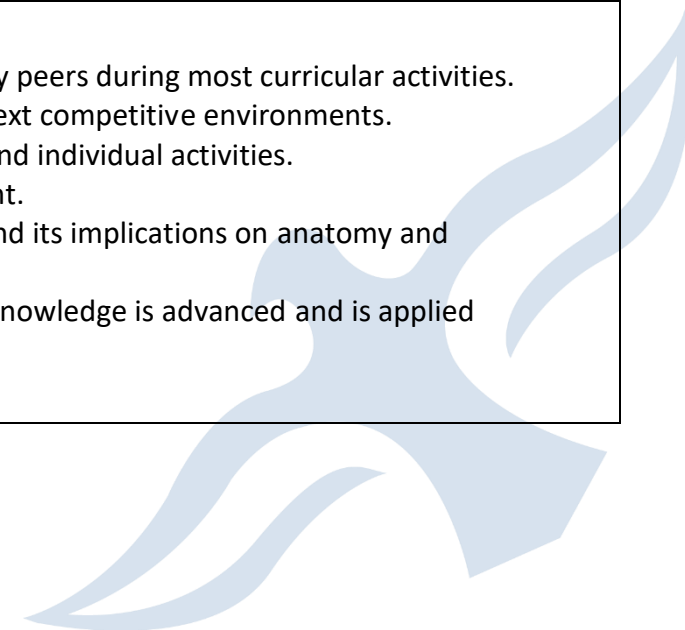 y peers during most curricular activities.
ext competitive environments.
nd individual activities.
nt.
nd its implications on anatomy and
nowledge is advanced and is applied